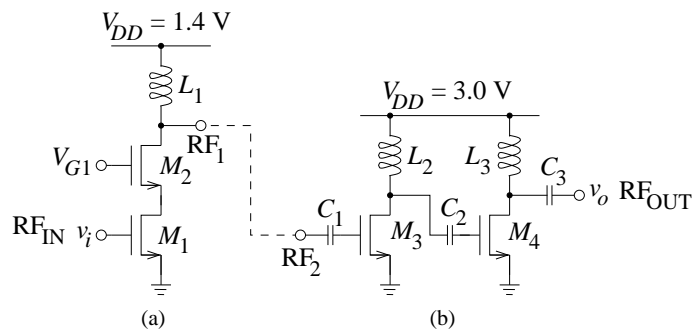 V_DD = 1.4 V
L_1
RF_1
V_G1
M_2
RF_IN
v_i
M_1
(a)
V_DD = 3.0 V
L_2
L_3
C_3
v_o
RF_OUT
C_1
C_2
M_3
M_4
RF_2
(b)